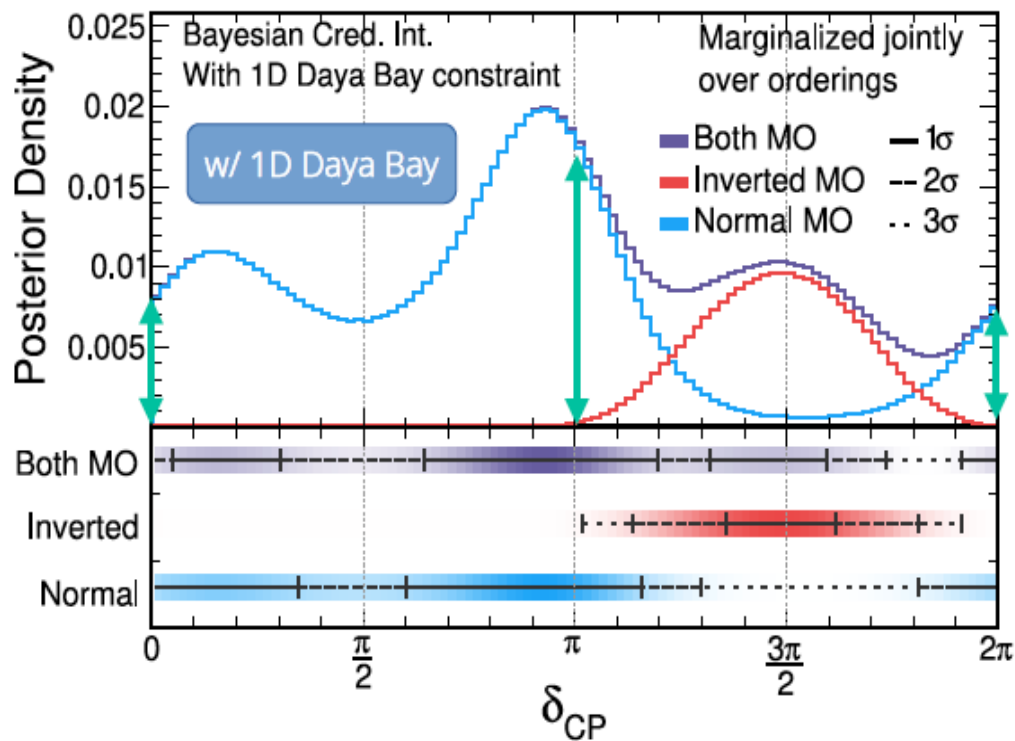 0.025
0.02
0.015
0.01
0.005
Posterior Density
Bayesian Cred. Int.
With 1D Daya Bay constraint
w/ 1D Daya Bay
Marginalized jointly
over orderings
Both MO 1σ
Inverted MO 2σ
Normal MO 3σ
Both MO
Inverted
Normal
0 π/2 π 3π/2 2π
δCP